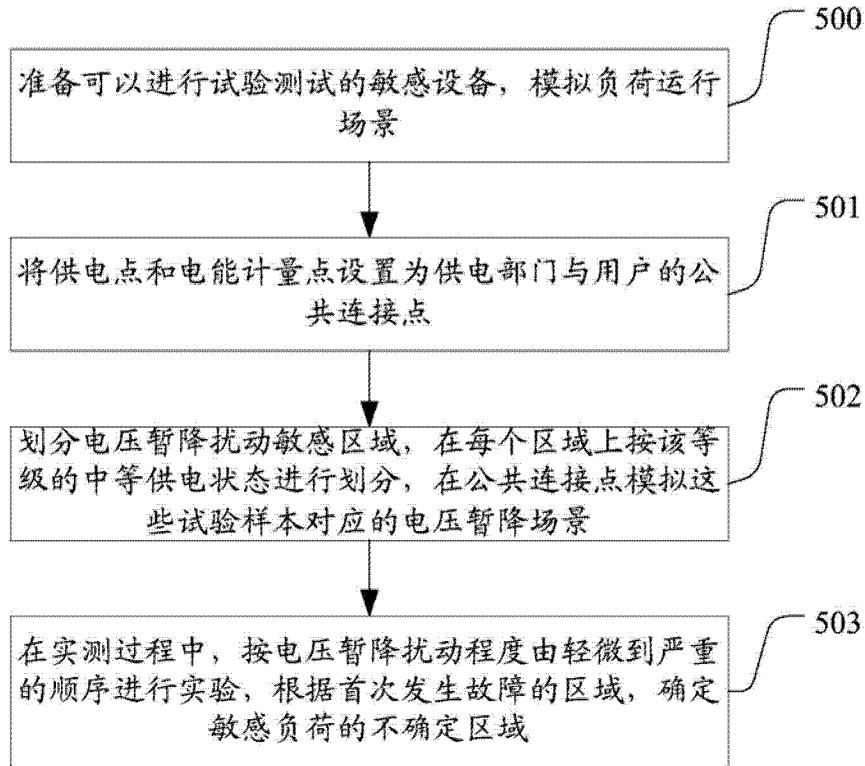 500
准备可以进行试验测试的敏感设备，模拟负荷运行
场景
501
将供电点和电能计量点设置为供电部门与用户的公
共连接点
502
划分电压暂降扰动敏感区域，在每个区域上按该等
级的中等供电状态进行划分，在公共连接点模拟这
些试验样本对应的电压暂降场景
503
在实测过程中，按电压暂降扰动程度由轻微到严重
的顺序进行实验，根据首次发生故障的区域，确定
敏感负荷的不确定区域